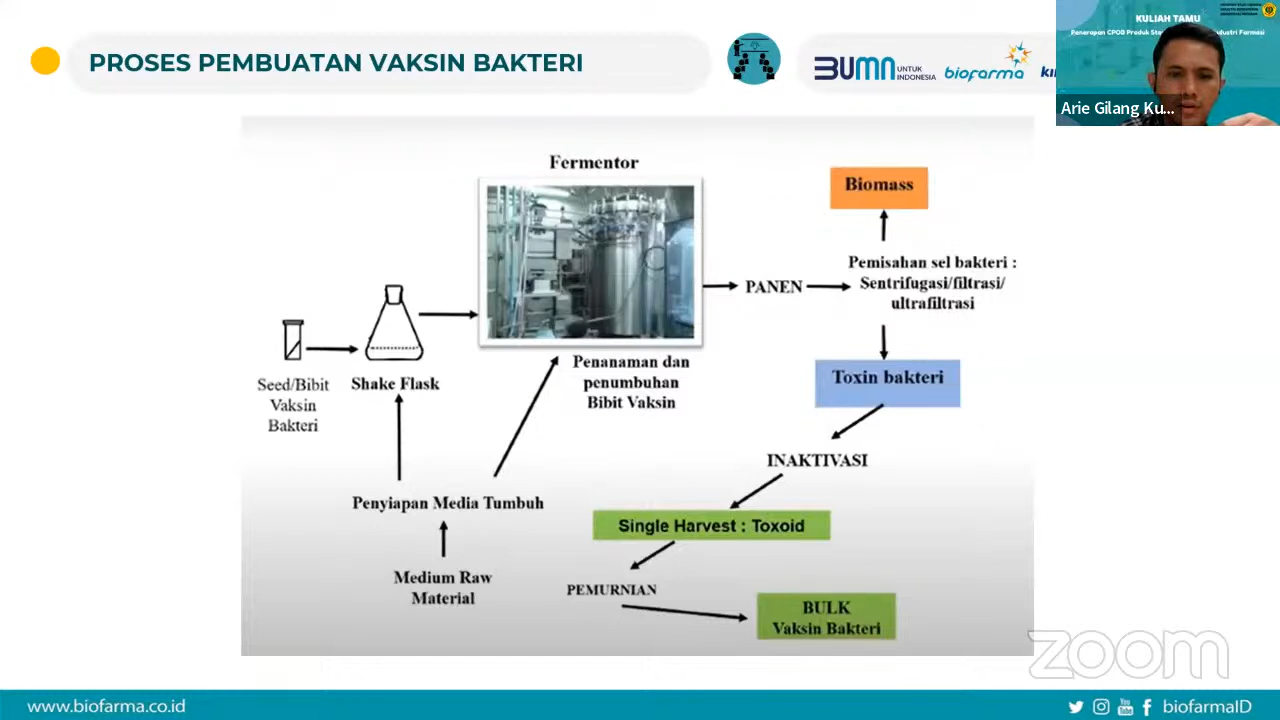 PROSES PEMBUATAN VAKSIN BAKTERI
BUMN
UNTUK
INDONESIA
biofarma
KULIAH TAMU
Arie Gilang Ku...
Fermentor
Biomass
Pemisahan sel bakteri :
Sentrifugasi/filtrasi/
ultrafiltrasi
PANEN
Seed/Bibit
Vaksin
Bakteri
Shake Flask
Penanaman dan
penumbuhan
Bibit Vaksin
Toxin bakteri
INAKTIVASI
Penyiapan Media Tumbuh
Single Harvest : Toxoid
Medium Raw
Material
PEMURNIAN
BULK
Vaksin Bakteri
zoom
www.biofarma.co.id
biofarmaID